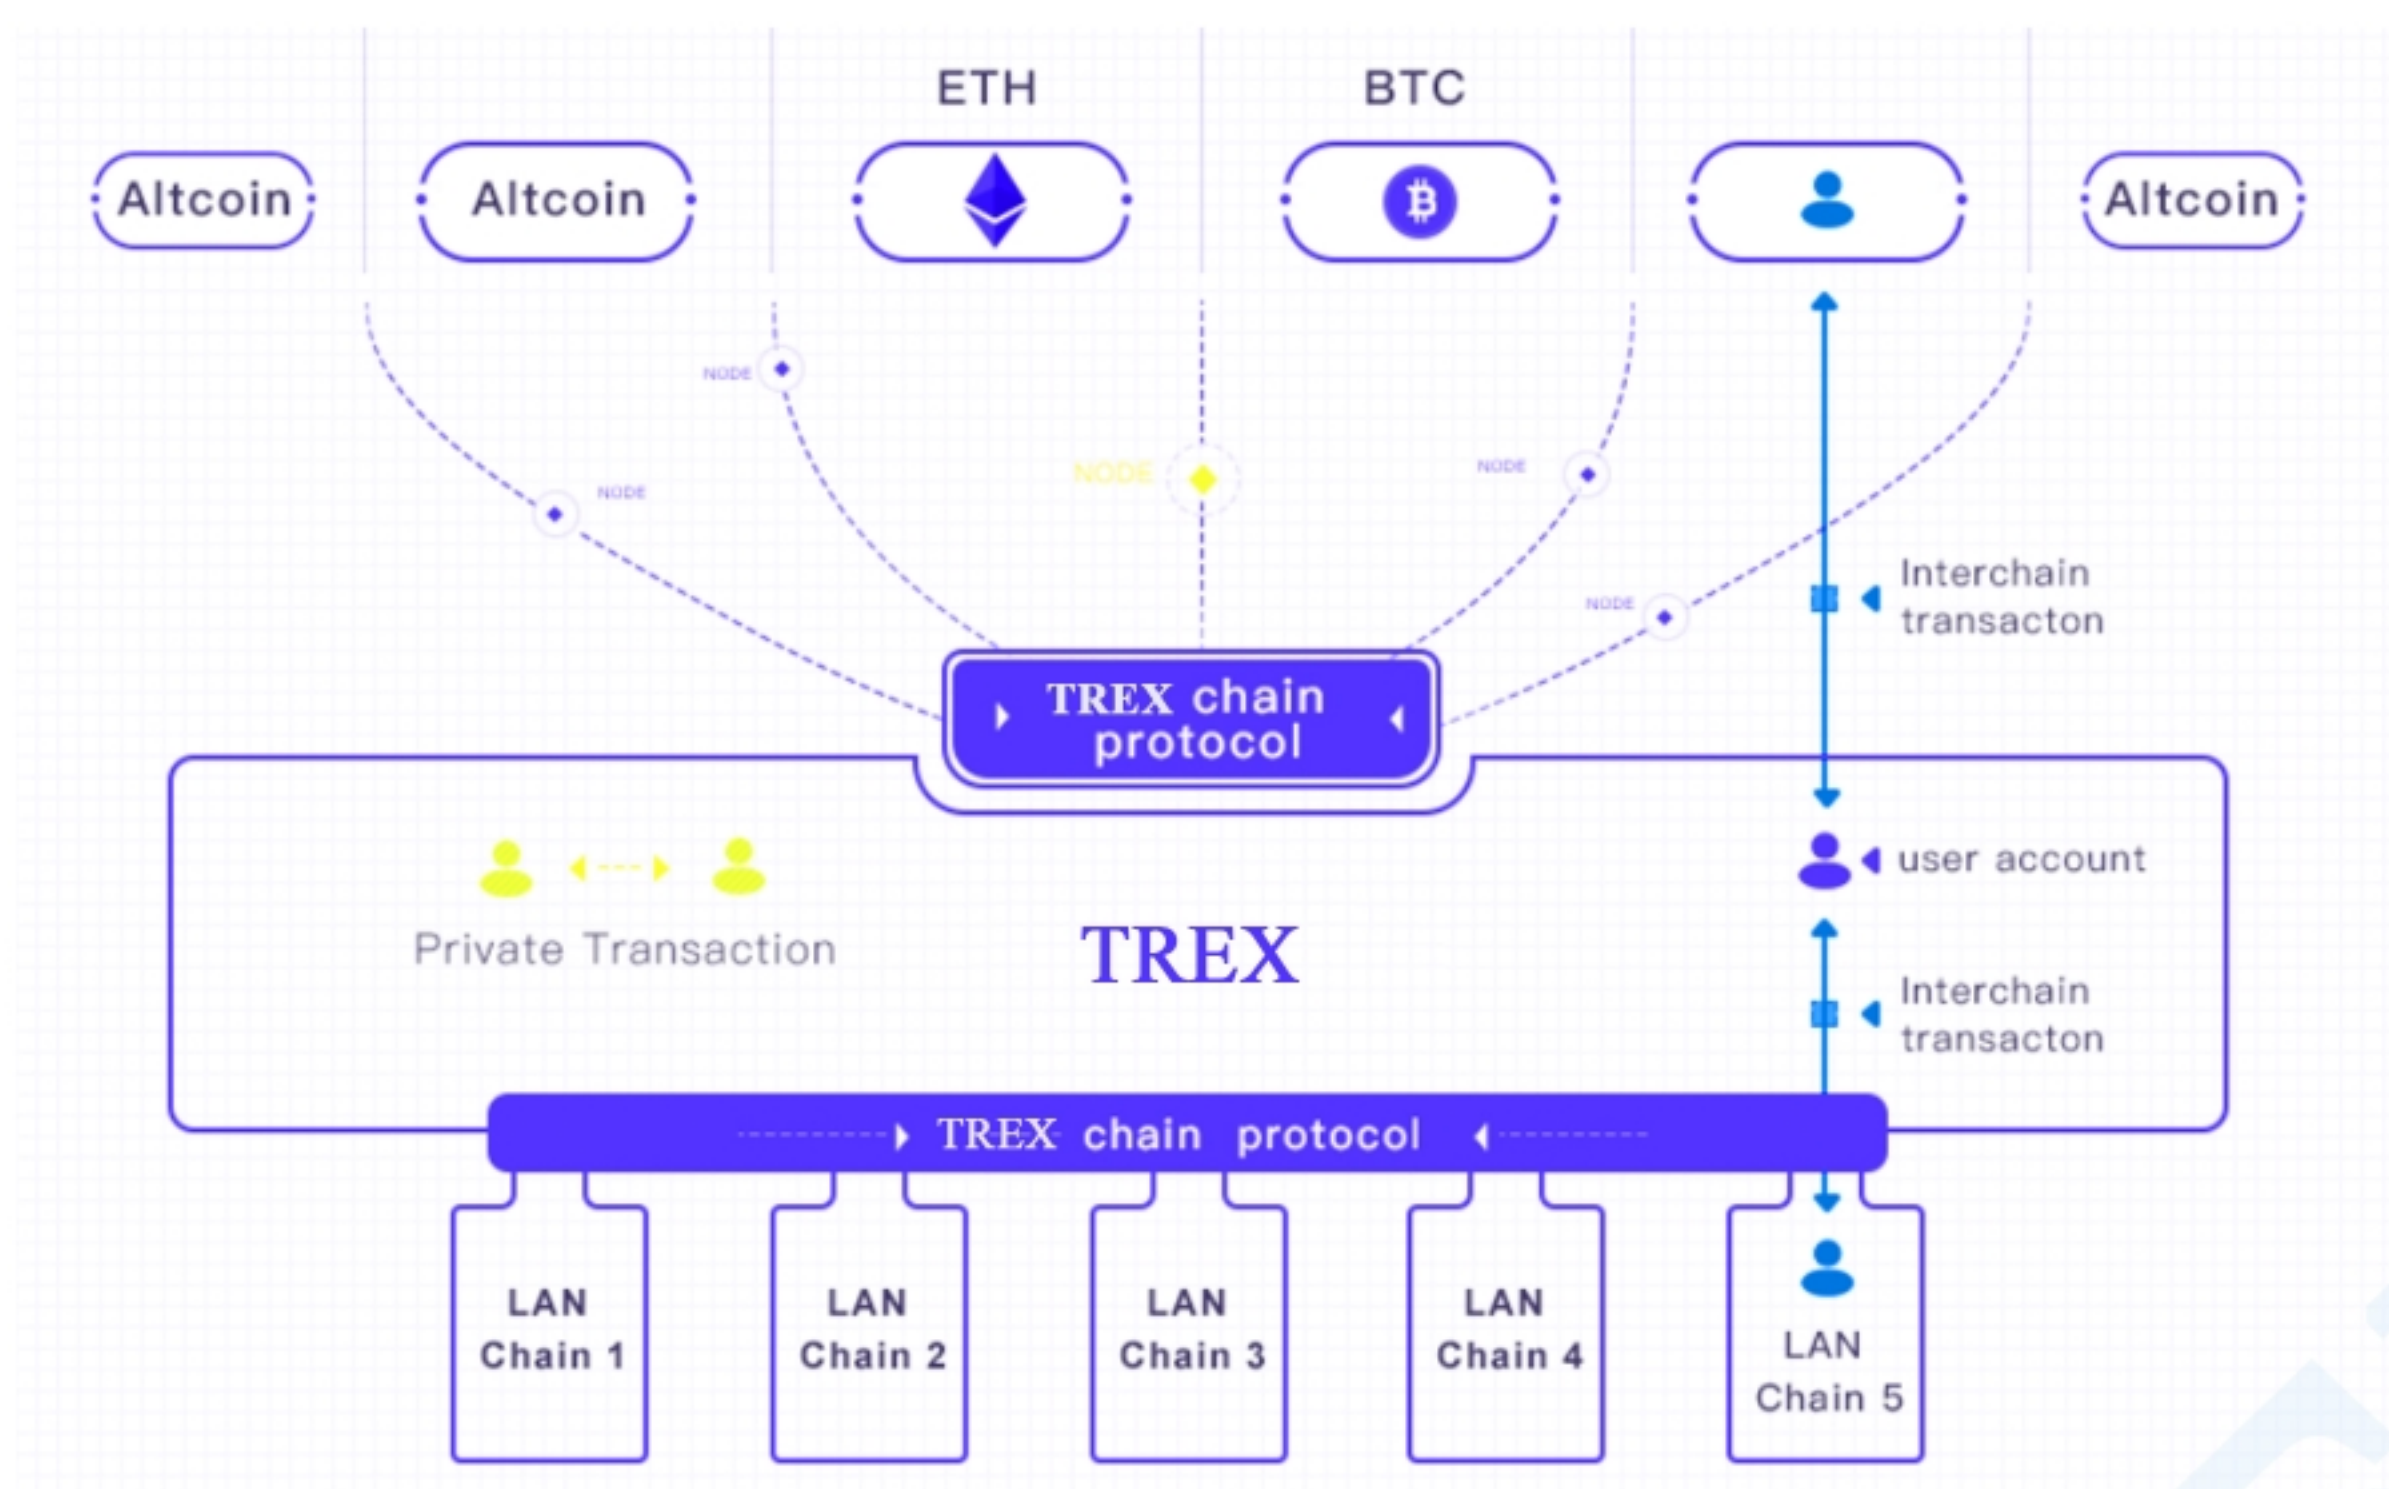 ETH
BTC
Altcoin
Altcoin
Altcoin
NODE
NODE
NODE
NODE
NODE
Interchain
transacton
TREX chain
protocol
user account
Private Transaction
TREX
Interchain
transacton
TREX chain protocol
LAN
Chain 1
LAN
Chain 2
LAN
Chain 3
LAN
Chain 4
LAN
Chain 5